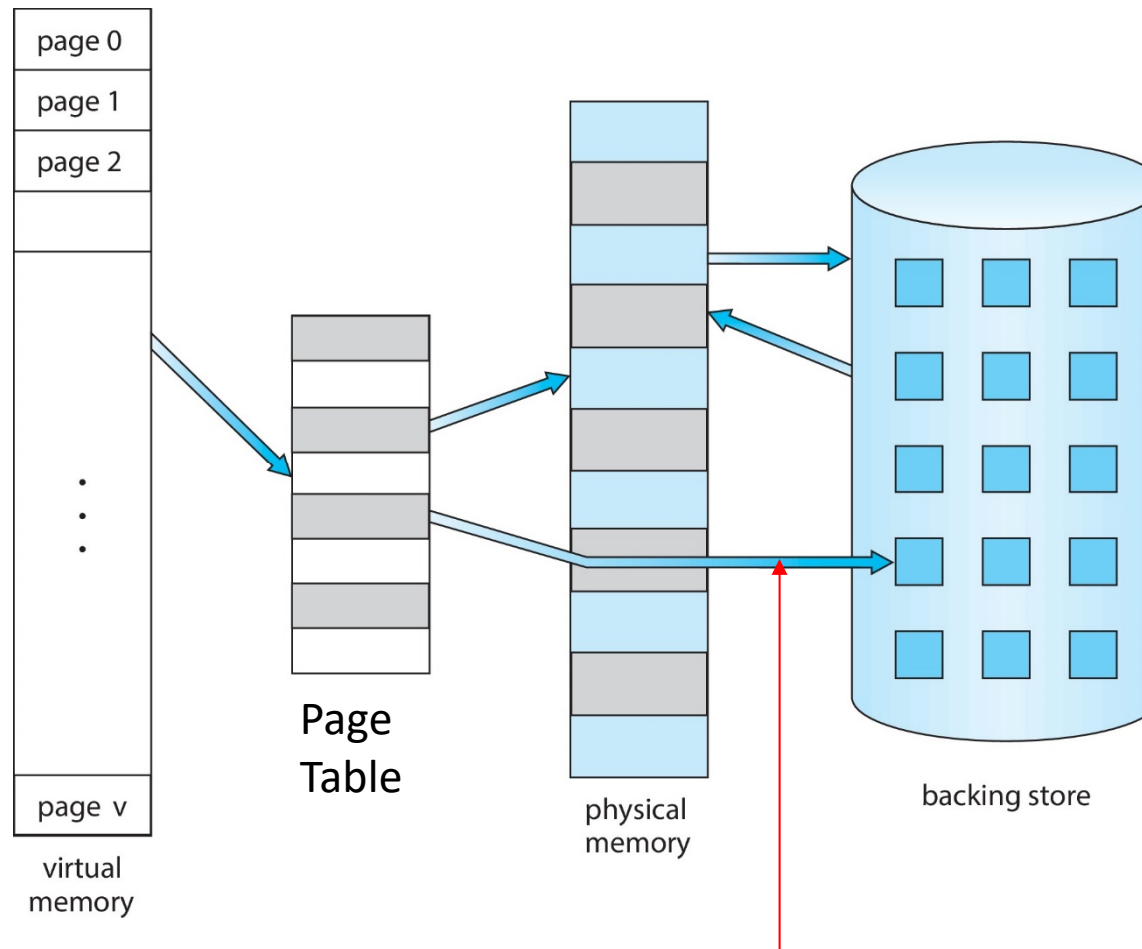 page 0
page 1
page 2
page v
virtual
memory
Page
Table
physical
memory
backing store